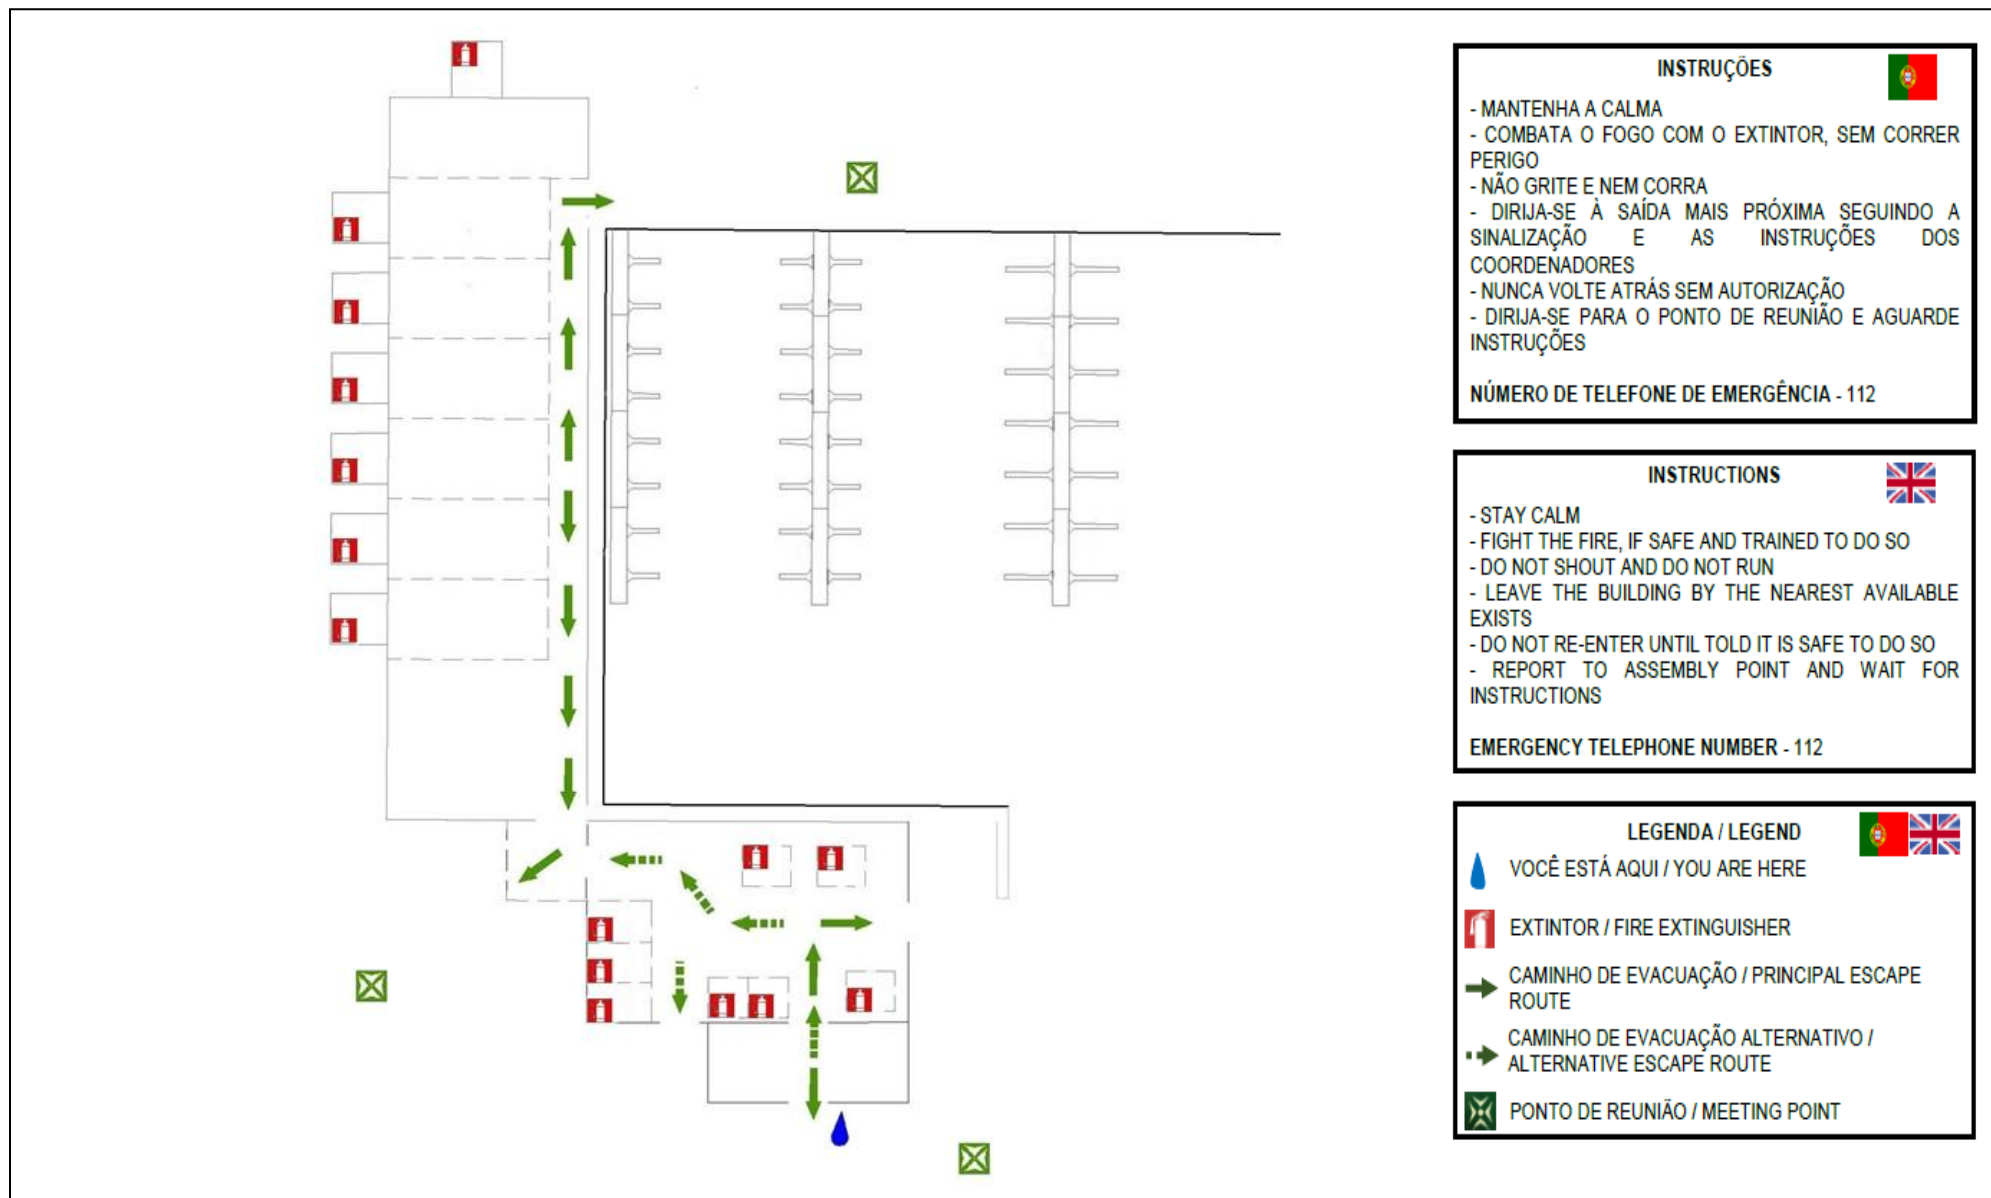 INSTRUÇÕES
- MANTENHA A CALMA
- COMBATA O FOGO COM O EXTINTOR, SEM CORRER
PERIGO
- NÃO GRITE E NEM CORRA
- DIRIJA-SE À SAÍDA MAIS PRÓXIMA SEGUINDO A
SINALIZAÇÃO E AS INSTRUÇÕES DOS
COORDENADORES
- NUNCA VOLTE ATRÁS SEM AUTORIZAÇÃO
- DIRIJA-SE PARA O PONTO DE REUNIÃO E AGUARDE
INSTRUÇÕES
NÚMERO DE TELEFONE DE EMERGÊNCIA - 112
INSTRUCTIONS
- STAY CALM
- FIGHT THE FIRE, IF SAFE AND TRAINED TO DO SO
- DO NOT SHOUT AND DO NOT RUN
- LEAVE THE BUILDING BY THE NEAREST AVAILABLE
EXISTS
- DO NOT RE-ENTER UNTIL TOLD IT IS SAFE TO DO SO
- REPORT TO ASSEMBLY POINT AND WAIT FOR
INSTRUCTIONS
EMERGENCY TELEPHONE NUMBER - 112
LEGENDA / LEGEND
VOCÊ ESTÁ AQUI / YOU ARE HERE
EXTINTOR / FIRE EXTINGUISHER
CAMINHO DE EVACUAÇÃO / PRINCIPAL ESCAPE
ROUTE
CAMINHO DE EVACUAÇÃO ALTERNATIVO /
ALTERNATIVE ESCAPE ROUTE
PONTO DE REUNIÃO / MEETING POINT